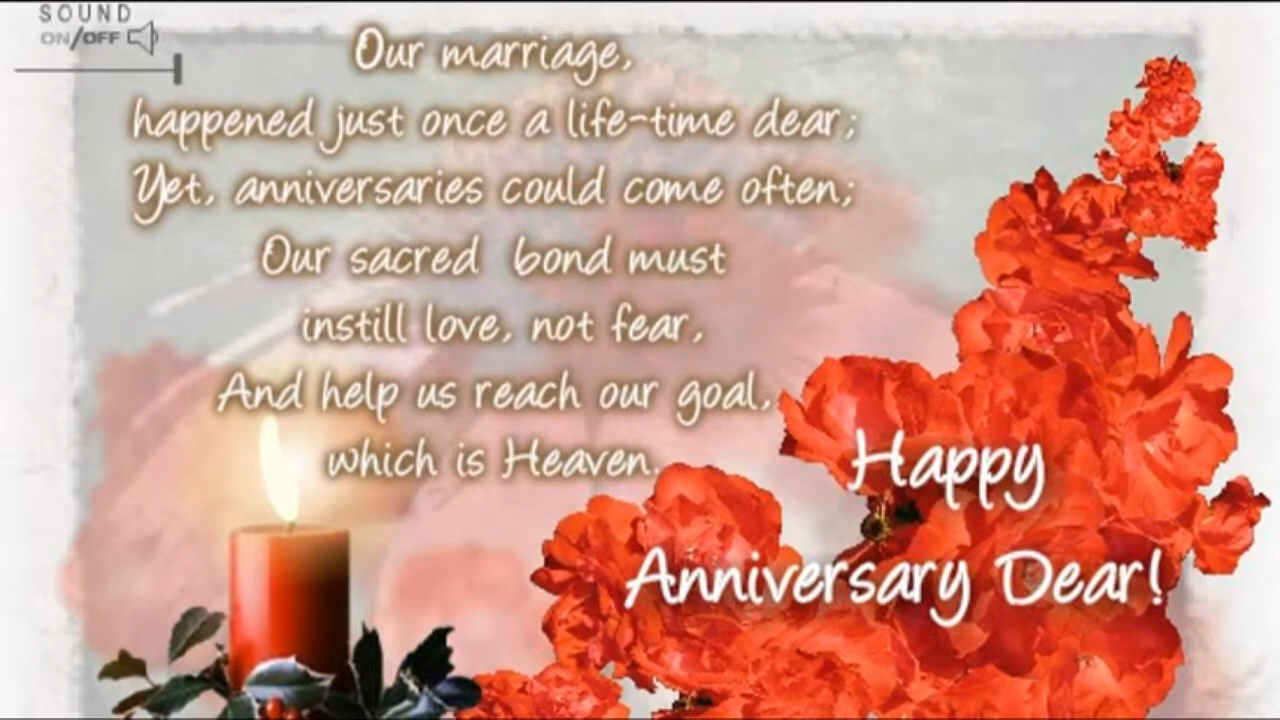 SOUND
ON/OFF
Our marriage,
happened just once a life-time dear;
Yet, anniversaries could come often;
Our sacred bond must
instill love, not fear,
And help us reach our goal,
which is Heaven.
Happy
Anniversary Dear!